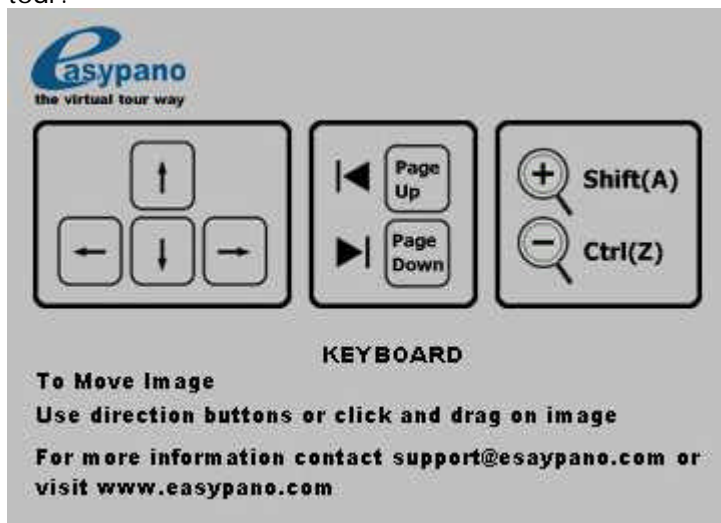 tour?
easypano
the virtual tour way
Page
Up
Page
Down
Shift(A)
Ctrl(Z)
KEYBOARD
To Move Image
Use direction buttons or click and drag on image
For more information contact support@esaypano.com or
visit www.easypano.com